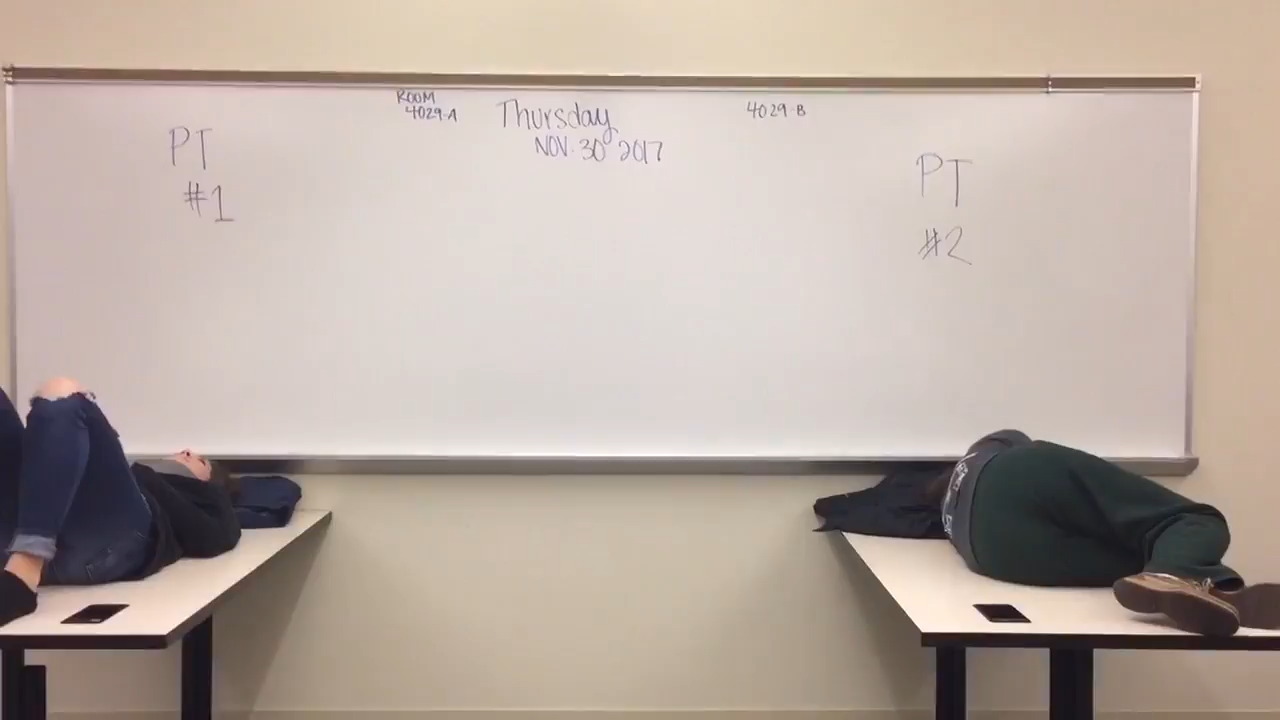 ROOM
4029-A
Thursday
NOV. 30 2017
4029-B
PT
#1
PT
#2